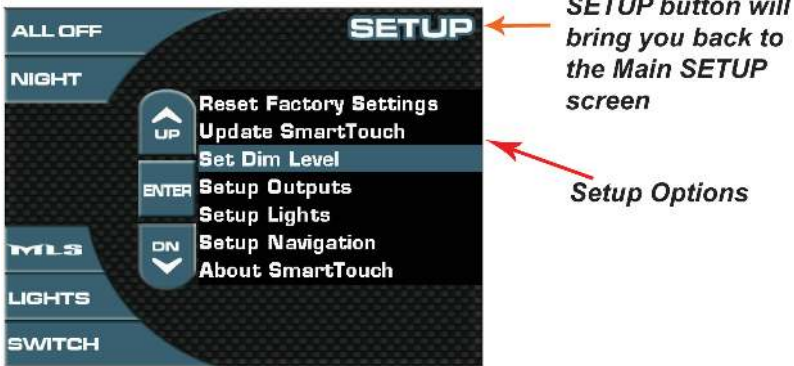 SETUP button will
bring you back to
the Main SETUP
screen
ALL OFF
SETUP
NIGHT
UP
ENTER
DN
Reset Factory Settings
Update SmartTouch
Set Dim Level
Setup Outputs
Setup Lights
Setup Navigation
About SmartTouch
Setup Options
MLS
LIGHTS
SWITCH